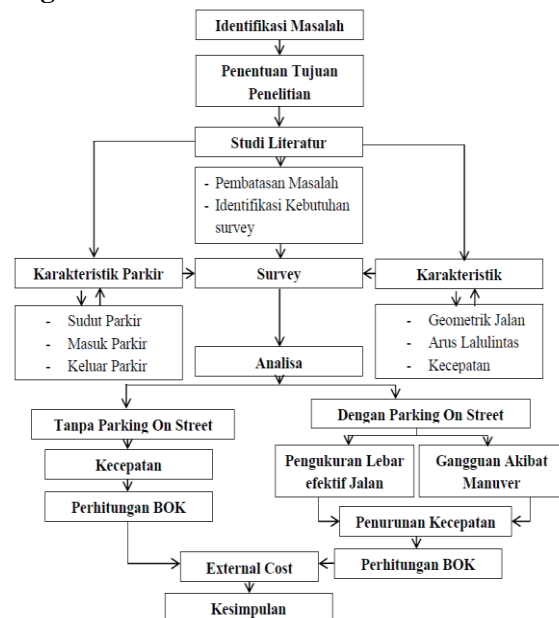 Identifikasi Masalah
Penentuan Tujuan
Penelitian
Studi Literatur
- Pembatasan Masalah
- Identifikasi Kebutuhan
survey
Karakteristik Parkir
Survey
Karakteristik
- Sudut Parkir
- Masuk Parkir
- Keluar Parkir
- Geometrik Jalan
- Arus Lalulintas
- Kecepatan
Analisa
Tanpa Parking On Street
Dengan Parking On Street
Kecepatan
Pengukuran Lebar
efektif Jalan
Gangguan Akibat
Manuver
Perhitungan BOK
Penurunan Kecepatan
External Cost
Perhitungan BOK
Kesimpulan